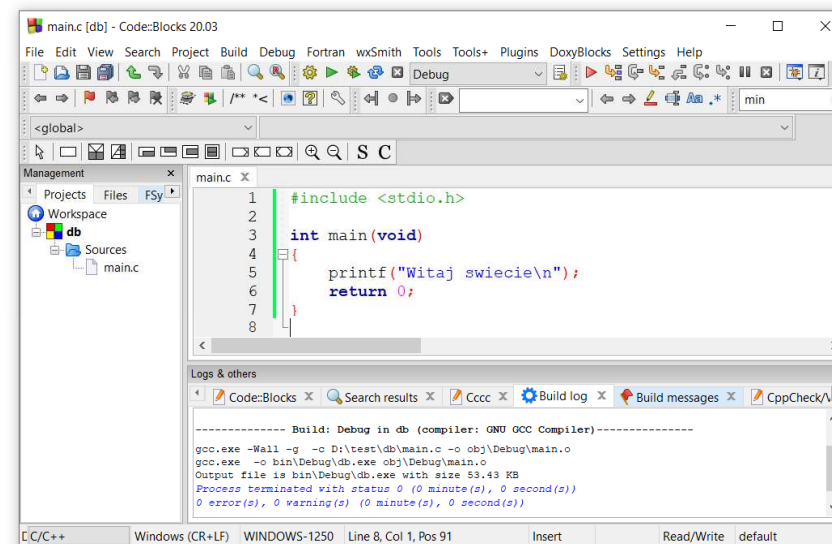 main.c [db] - Code::Blocks 20.03
File Edit View Search Project Build Debug Fortran wxSmith Tools Tools+ Plugins DoxyBlocks Settings Help
Debug
/** *< Aa .* min
<global>
S C
Management
Projects Files FSy
Workspace
db
Sources
main.c
main.c
1 #include <stdio.h>
2
3 int main(void)
4 {
5 printf("Witaj swiecie\n");
6 return 0;
7 }
8
Logs & others
Code::Blocks Search results Cccc Build log Build messages CppCheck/V
-------------- Build: Debug in db (compiler: GNU GCC Compiler)---------------
gcc.exe -Wall -g -c D:\test\db\main.c -o obj\Debug\main.o
gcc.exe -o bin\Debug\db.exe obj\Debug\main.o
Output file is bin\Debug\db.exe with size 53.43 KB
Process terminated with status 0 (0 minute(s), 0 second(s))
0 error(s), 0 warning(s) (0 minute(s), 0 second(s))
C/C++ Windows (CR+LF) WINDOWS-1250 Line 8, Col 1, Pos 91 Insert Read/Write default